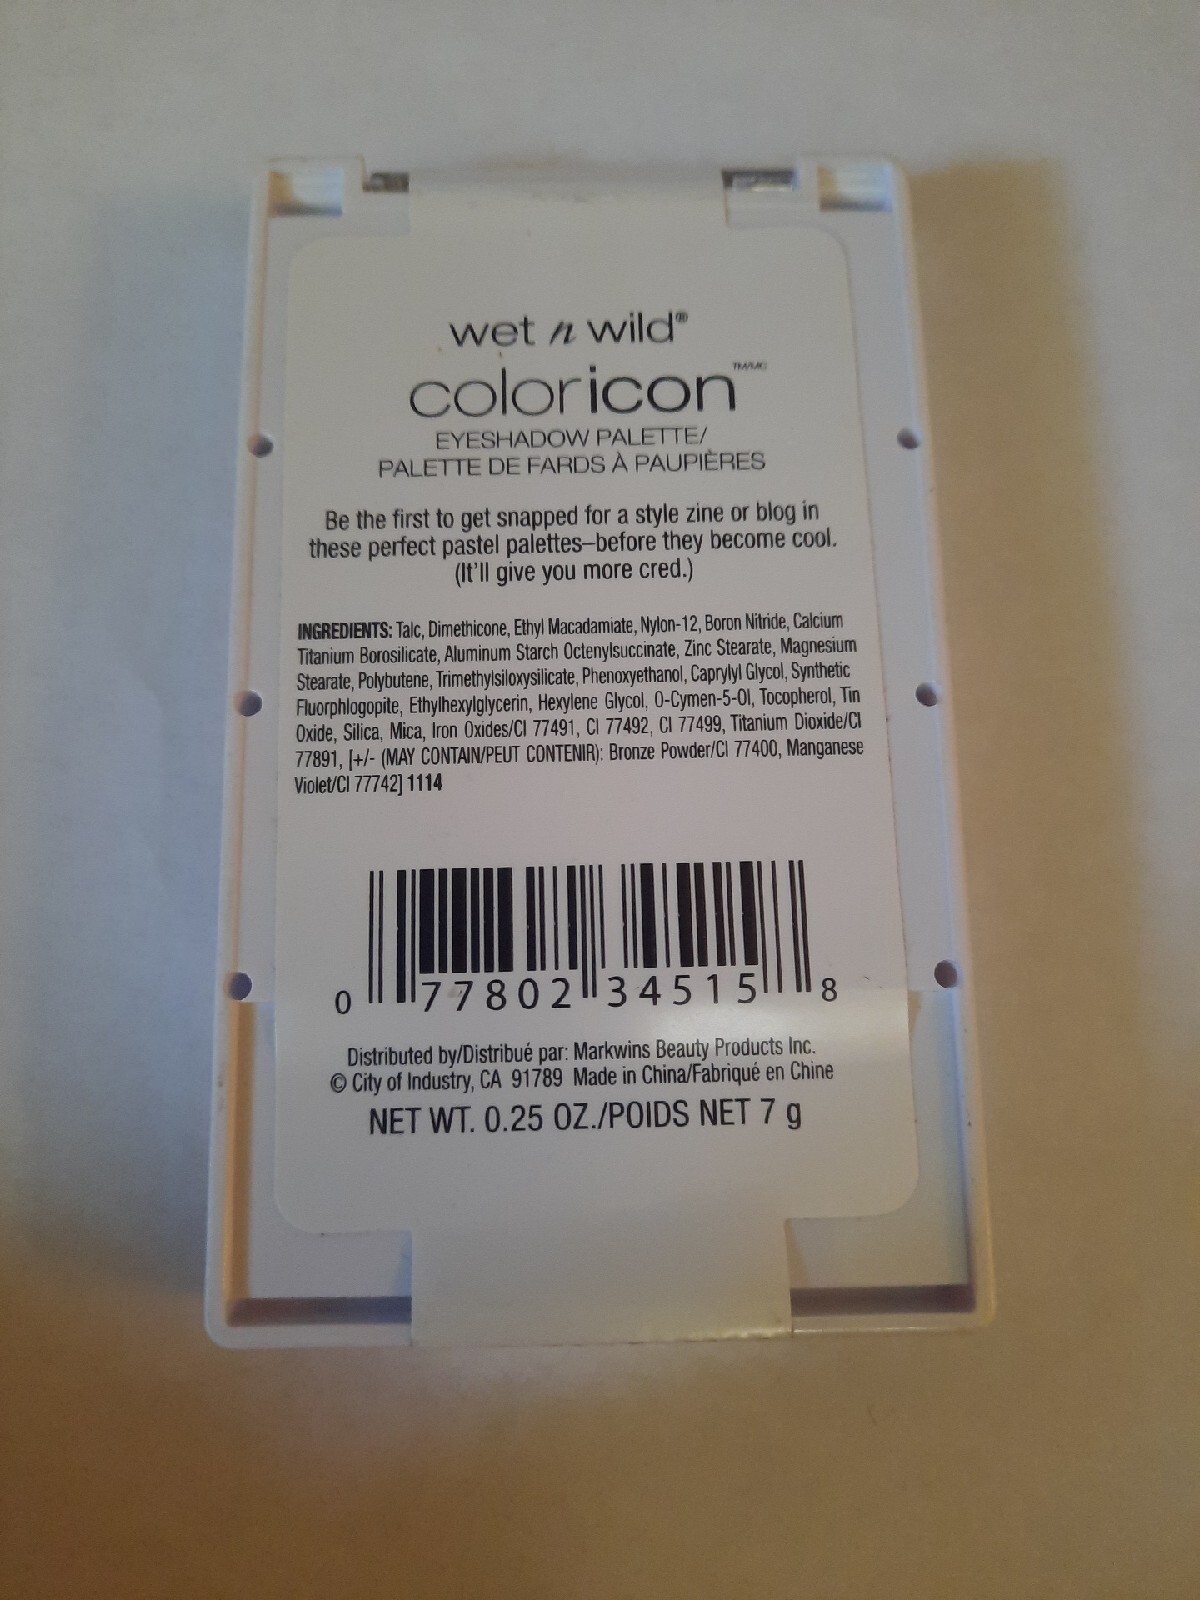 wet n wild®
coloricon™/MC
EYESHADOW PALETTE/
PALETTE DE FARDS À PAUPIÈRES
Be the first to get snapped for a style zine or blog in
these perfect pastel palettes–before they become cool.
(It'll give you more cred.)
INGREDIENTS: Talc, Dimethicone, Ethyl Macadamiate, Nylon-12, Boron Nitride, Calcium
Titanium Borosilicate, Aluminum Starch Octenylsuccinate, Zinc Stearate, Magnesium
Stearate, Polybutene, Trimethylsiloxysilicate, Phenoxyethanol, Caprylyl Glycol, Synthetic
Fluorphlogopite, Ethylhexylglycerin, Hexylene Glycol, O-Cymen-5-Ol, Tocopherol, Tin
Oxide, Silica, Mica, Iron Oxides/CI 77491, CI 77492, CI 77499, Titanium Dioxide/CI
77891, [+/- (MAY CONTAIN/PEUT CONTENIR): Bronze Powder/CI 77400, Manganese
Violet/CI 77742] 1114
0 77802 34515 8
Distributed by/Distribué par: Markwins Beauty Products Inc.
© City of Industry, CA 91789 Made in China/Fabriqué en Chine
NET WT. 0.25 OZ./POIDS NET 7 g